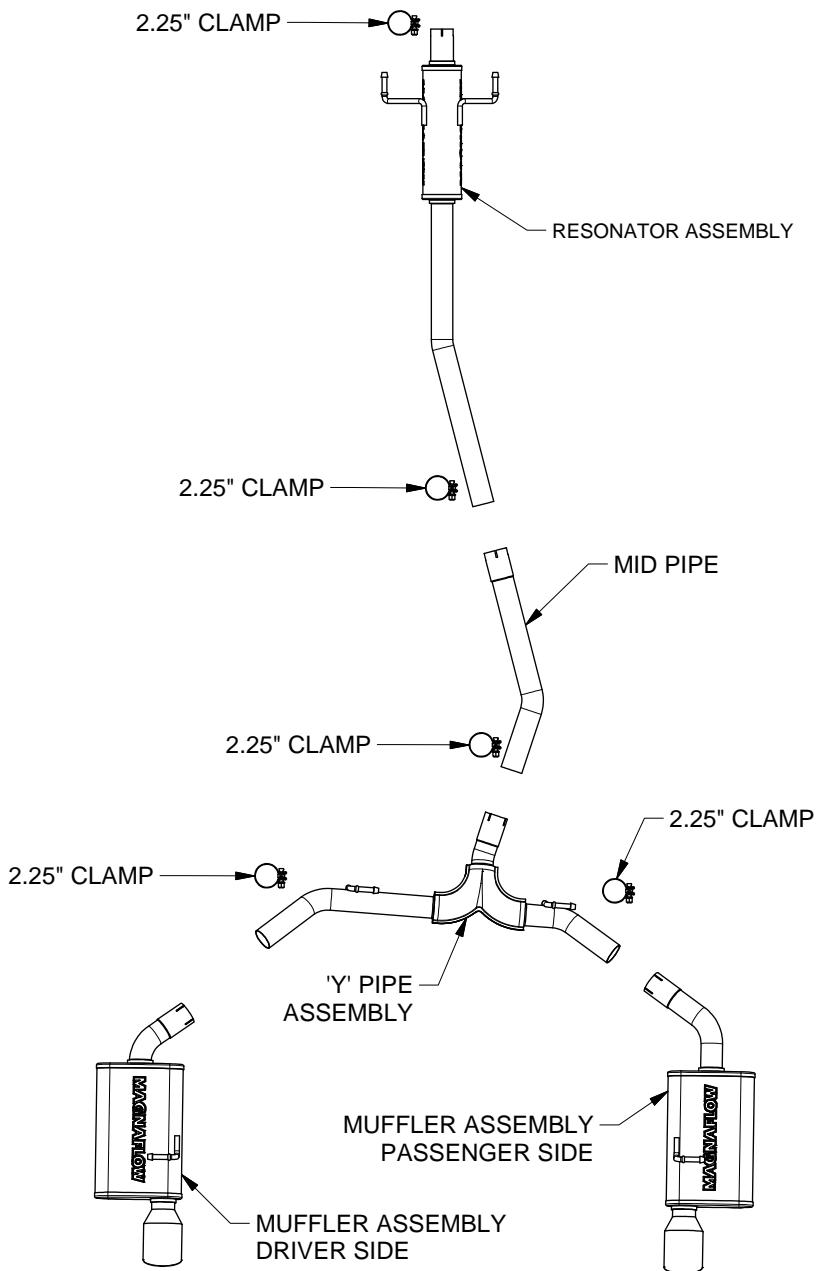 2.25" CLAMP
RESONATOR ASSEMBLY
2.25" CLAMP
MID PIPE
2.25" CLAMP
2.25" CLAMP
2.25" CLAMP
'Y' PIPE
ASSEMBLY
MAGNAFLOW
MAGNAFLOW
MUFFLER ASSEMBLY
PASSENGER SIDE
MUFFLER ASSEMBLY
DRIVER SIDE